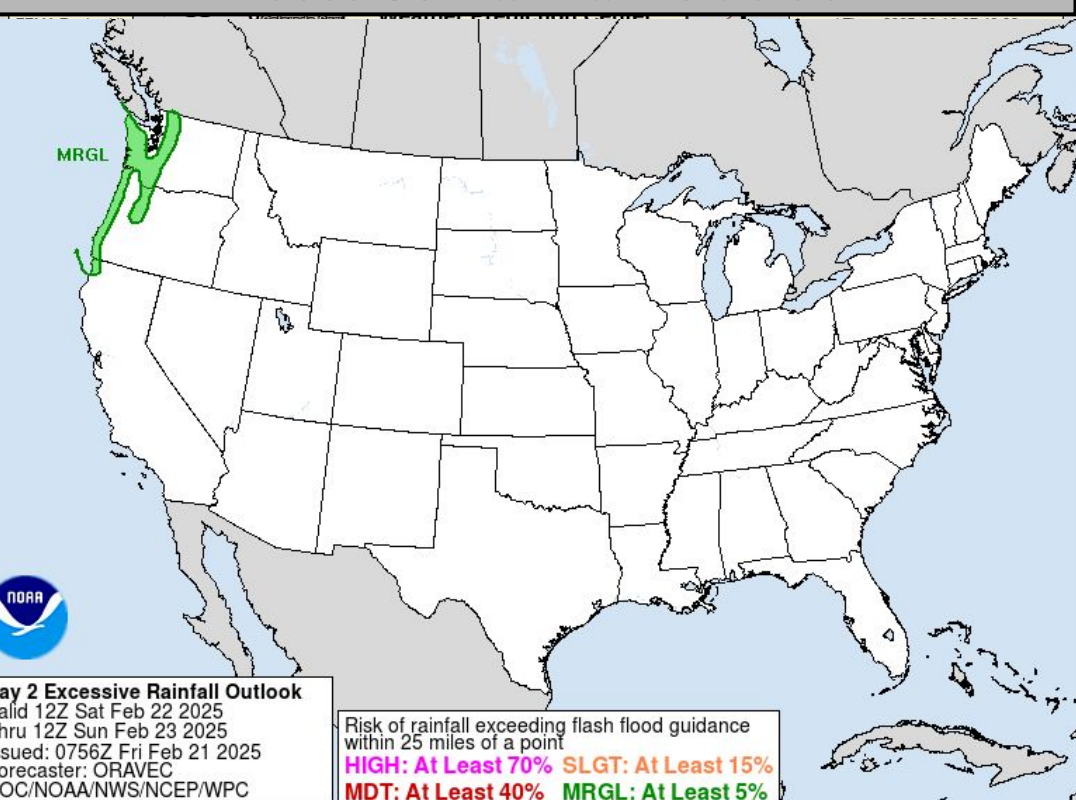 MRGL
NOAA
ay 2 Excessive Rainfall Outlook
alid 12Z Sat Feb 22 2025
hru 12Z Sun Feb 23 2025
ssued: 0756Z Fri Feb 21 2025
orecaster: ORAVEC
OC/NOAA/NWS/NCEP/WPC
Risk of rainfall exceeding flash flood guidance
within 25 miles of a point
HIGH: At Least 70% SLGT: At Least 15%
MDT: At Least 40% MRGL: At Least 5%